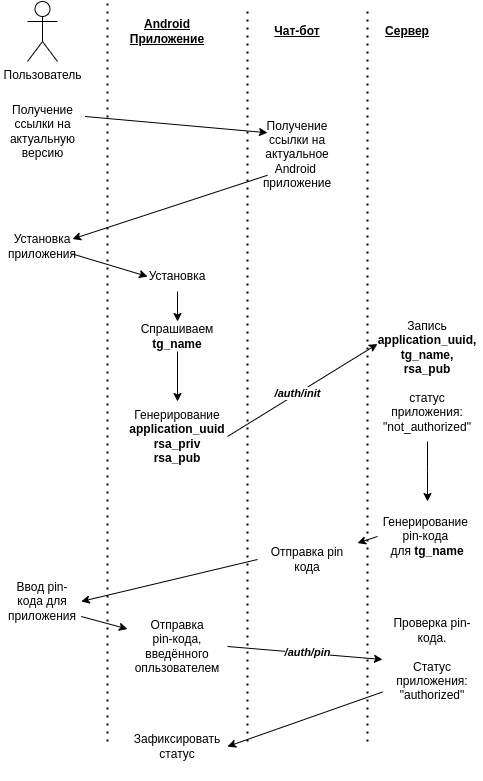 Android
Приложение
Чат-бот
Сервер
Пользователь
Получение
ссылки на
актуальную
версию
Получение
ссылки на
актуальное
Android
приложение
Установка
приложения
Установка
Спрашиваем
tg_name
Генерирование
application_uuid
rsa_priv
rsa_pub
/auth/init
Запись
application_uuid,
tg_name,
rsa_pub
статус
приложения:
"not_authorized"
Генерирование
pin-кода
для tg_name
Отправка pin
кода
Ввод pin-
кода для
приложения
Отправка
pin-кода,
введённого
опльзователем
/auth/pin
Проверка pin-
кода.
Статус
приложения:
"authorized"
Зафиксировать
статус